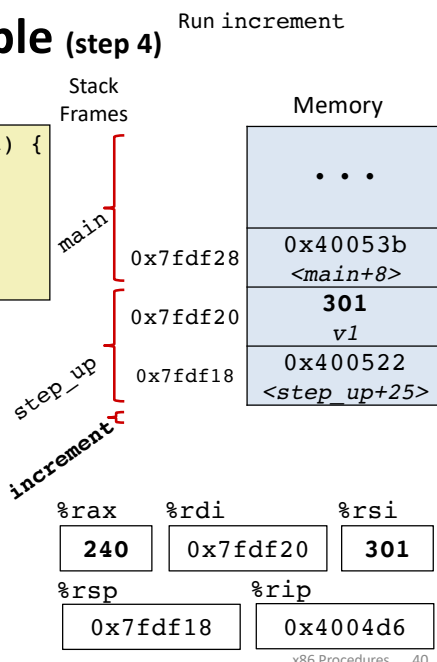 Run increment
ple (step 4)
Stack
Frames
Memory
) {
• • •
main
0x7fdf28
0x40053b
<main+8>
0x7fdf20
301
v1
step_up
0x7fdf18
0x400522
<step_up+25>
increment
%rax %rdi %rsi
240 0x7fdf20 301
%rsp %rip
0x7fdf18 0x4004d6
x86 Procedures 40